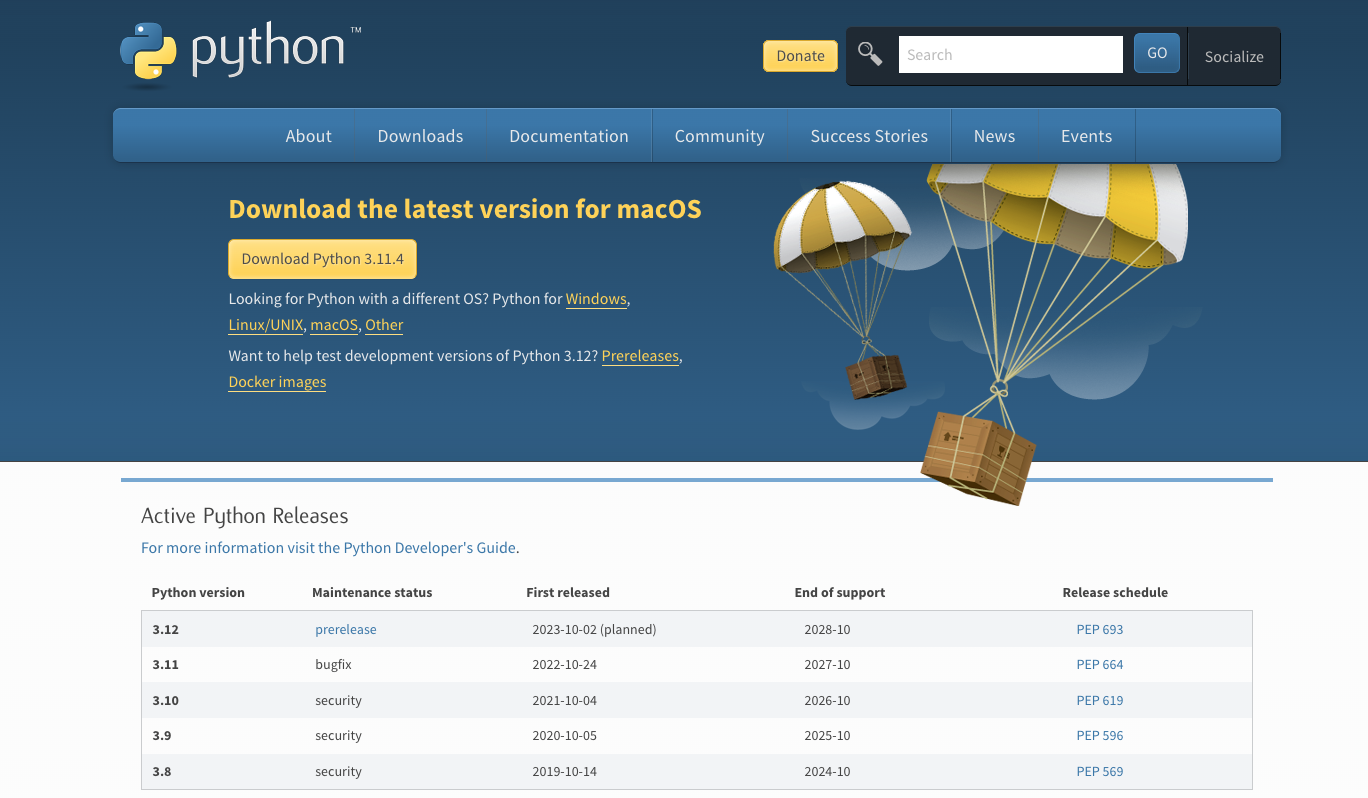 python™
Donate
Search
GO
Socialize
About Downloads Documentation Community Success Stories News Events
Download the latest version for macOS
Download Python 3.11.4
Looking for Python with a different OS? Python for Windows,
Linux/UNIX, macOS, Other
Want to help test development versions of Python 3.12? Prereleases,
Docker images
Active Python Releases
For more information visit the Python Developer's Guide.
Python version Maintenance status First released End of support Release schedule
3.12 prerelease 2023-10-02 (planned) 2028-10 PEP 693
3.11 bugfix 2022-10-24 2027-10 PEP 664
3.10 security 2021-10-04 2026-10 PEP 619
3.9 security 2020-10-05 2025-10 PEP 596
3.8 security 2019-10-14 2024-10 PEP 569